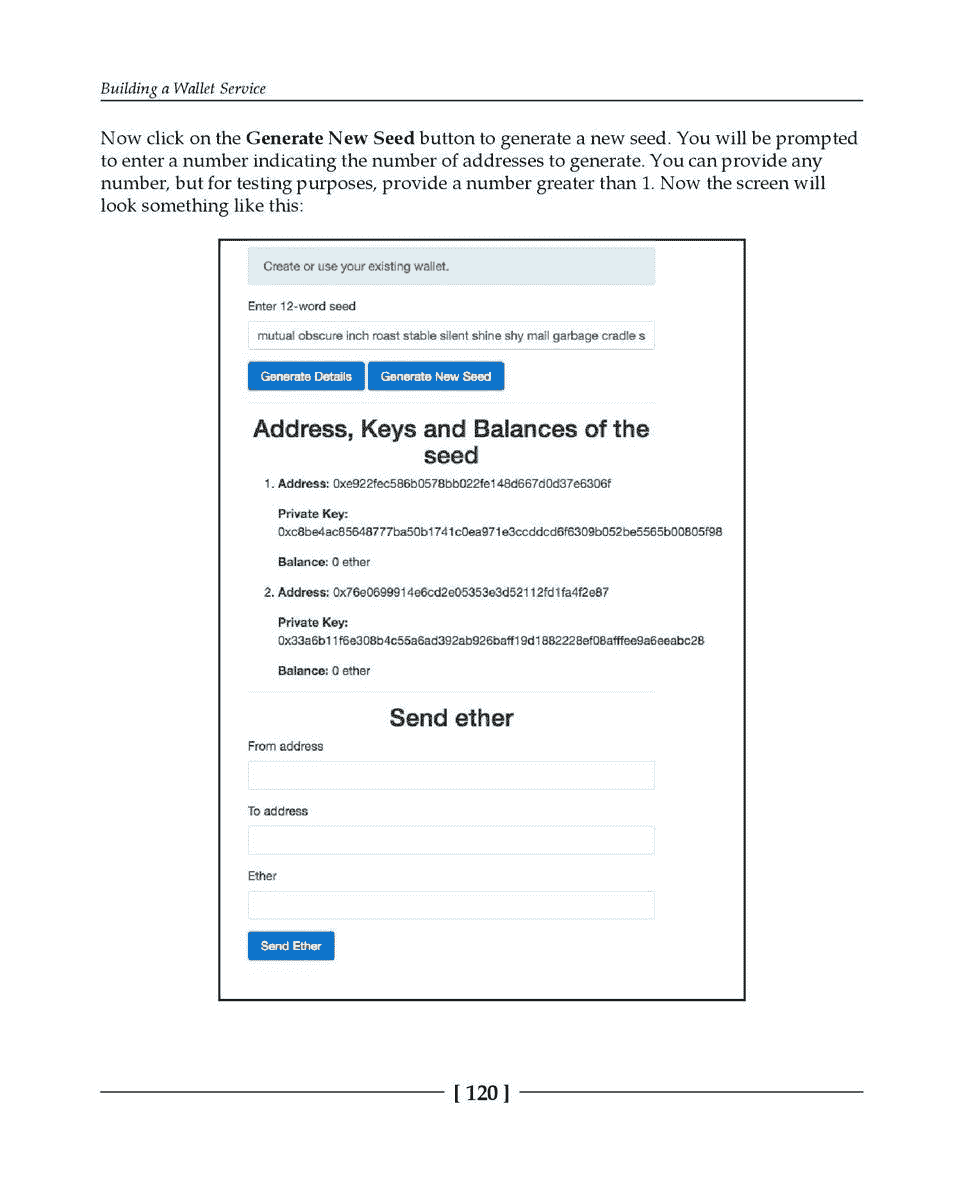 Building a Wallet Service
Now click on the Generate New Seed button to generate a new seed. You will be prompted
to enter a number indicating the number of addresses to generate. You can provide any
number, but for testing purposes, provide a number greater than 1. Now the screen will
look something like this:
Create or use your existing wallet.
Enter 12-word seed
mutual obscure inch roast stable silent shine shy mail garbage cradle s
Generate Details Generate New Seed
Address, Keys and Balances of the
seed
1. Address: 0xe922fec586b0578bb022fe148d667d0d37e6306f
Private Key:
0xc8be4ac85648777ba50b1741c0ea971e3ccddcd6f6309b052be5565b00805f98
Balance: 0 ether
2. Address: 0x76e0699914e6cd2e05353e3d52112fd1fa4f2e87
Private Key:
0x33a6b11f6e308b4c55a6ad392ab926baff19d1882228ef08afffee9a6eeabc28
Balance: 0 ether
Send ether
From address
To address
Ether
Send Ether
[ 120 ]